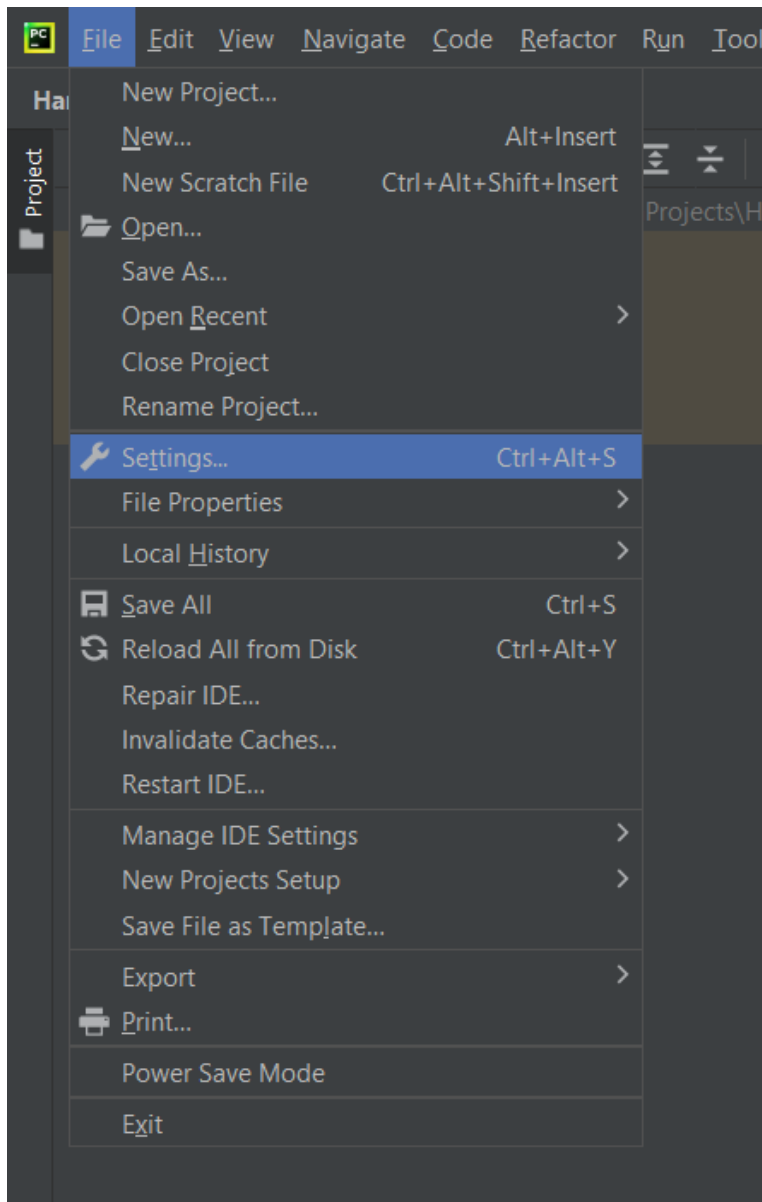 PC
File Edit View Navigate Code Refactor Run Tool
Har
Project
New Project...
New... Alt+Insert
New Scratch File Ctrl+Alt+Shift+Insert
Open...
Projects\H
Save As...
Open Recent
Close Project
Rename Project...
Settings... Ctrl+Alt+S
File Properties
Local History
Save All Ctrl+S
Reload All from Disk Ctrl+Alt+Y
Repair IDE...
Invalidate Caches...
Restart IDE...
Manage IDE Settings
New Projects Setup
Save File as Template...
Export
Print...
Power Save Mode
Exit